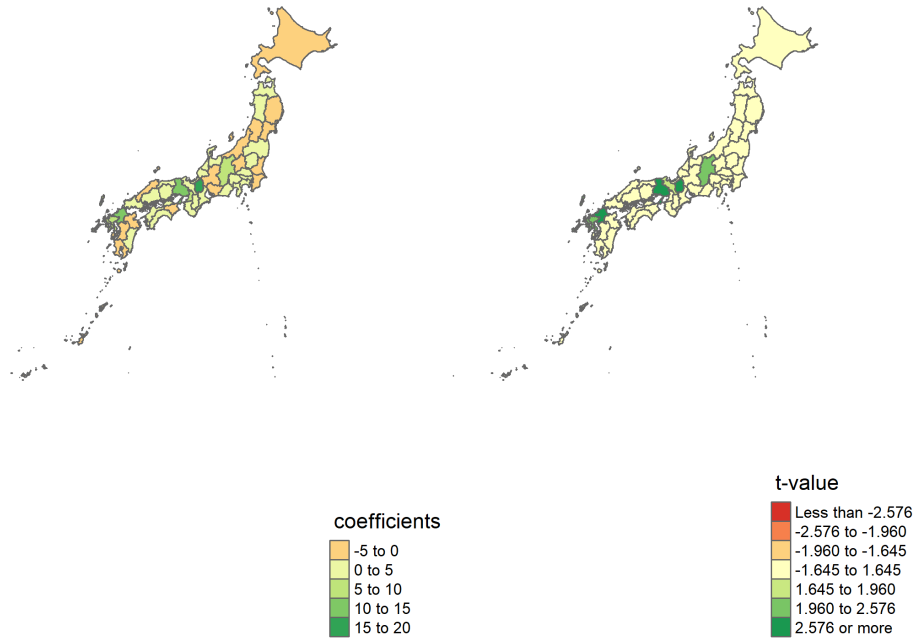 coefficients
-5 to 0
0 to 5
5 to 10
10 to 15
15 to 20
t-value
Less than -2.576
-2.576 to -1.960
-1.960 to -1.645
-1.645 to 1.645
1.645 to 1.960
1.960 to 2.576
2.576 or more